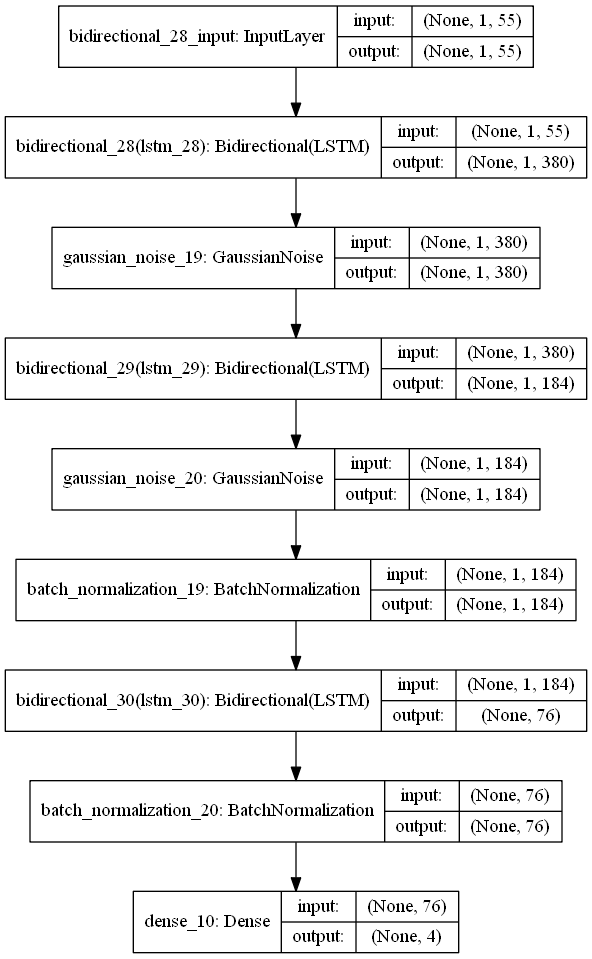 bidirectional_28_input: InputLayer input: (None, 1, 55)
output: (None, 1, 55)
bidirectional_28(lstm_28): Bidirectional(LSTM) input: (None, 1, 55)
output: (None, 1, 380)
gaussian_noise_19: GaussianNoise input: (None, 1, 380)
output: (None, 1, 380)
bidirectional_29(lstm_29): Bidirectional(LSTM) input: (None, 1, 380)
output: (None, 1, 184)
gaussian_noise_20: GaussianNoise input: (None, 1, 184)
output: (None, 1, 184)
batch_normalization_19: BatchNormalization input: (None, 1, 184)
output: (None, 1, 184)
bidirectional_30(lstm_30): Bidirectional(LSTM) input: (None, 1, 184)
output: (None, 76)
batch_normalization_20: BatchNormalization input: (None, 76)
output: (None, 76)
dense_10: Dense input: (None, 76)
output: (None, 4)